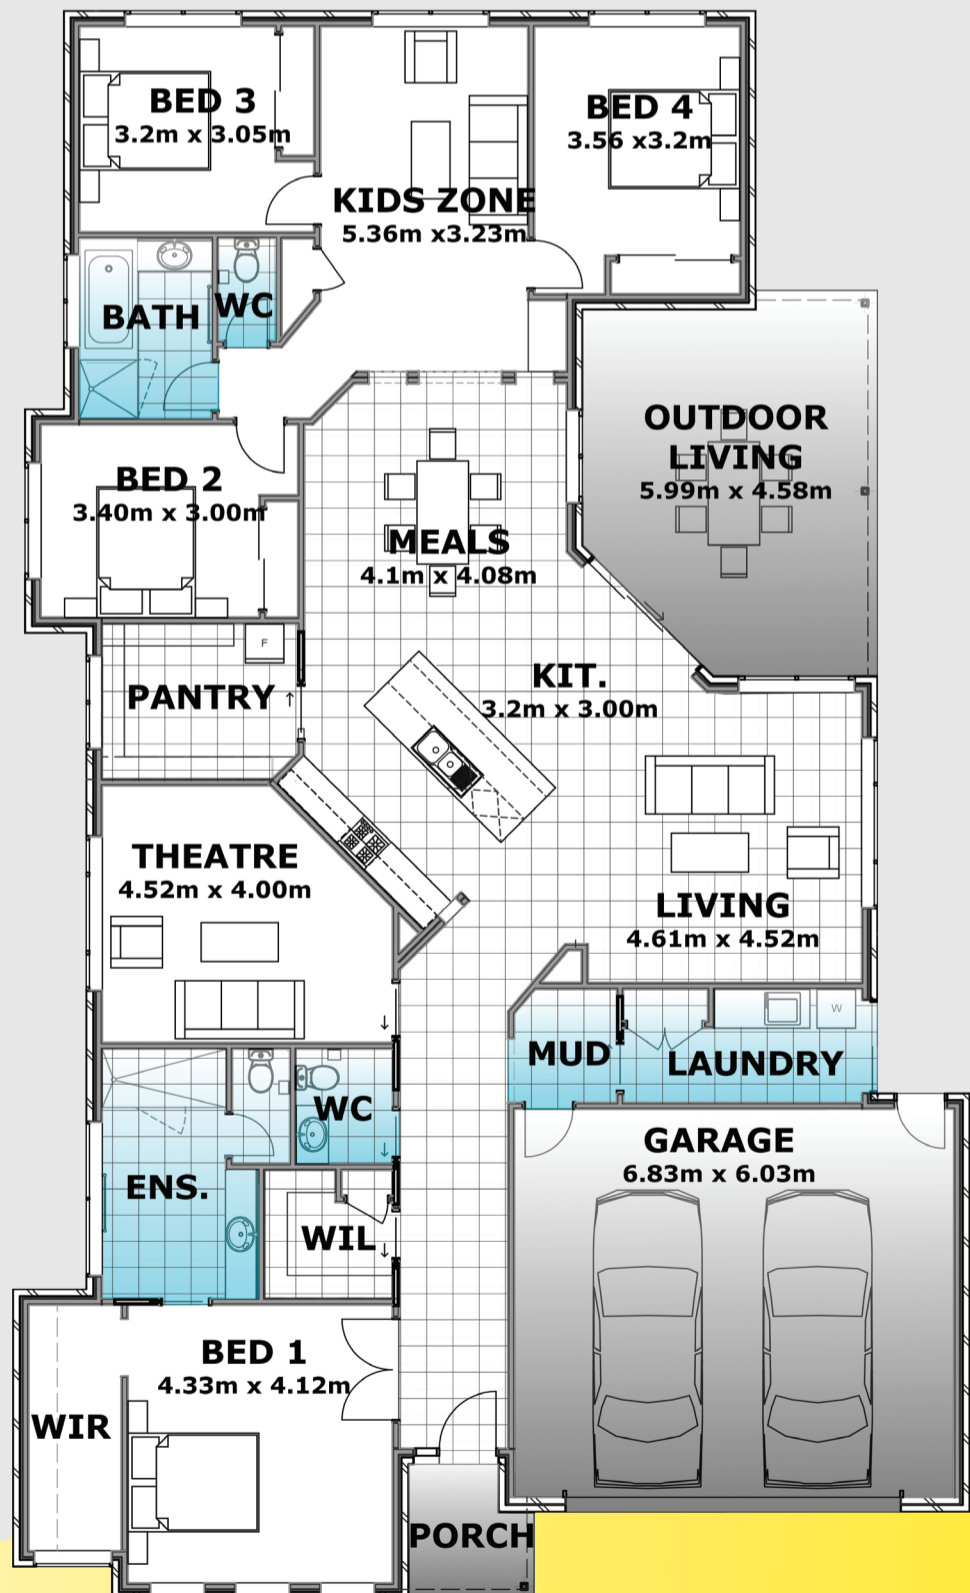 BED 3
3.2m x 3.05m
BED 4
3.56 x3.2m
KIDS ZONE
5.36m x3.23m
BATH
WC
OUTDOOR
LIVING
5.99m x 4.58m
BED 2
3.40m x 3.00m
MEALS
4.1m x 4.08m
F
PANTRY
KIT.
3.2m x 3.00m
THEATRE
4.52m x 4.00m
LIVING
4.61m x 4.52m
W
MUD
LAUNDRY
WC
GARAGE
6.83m x 6.03m
ENS.
WIL
BED 1
4.33m x 4.12m
WIR
PORCH